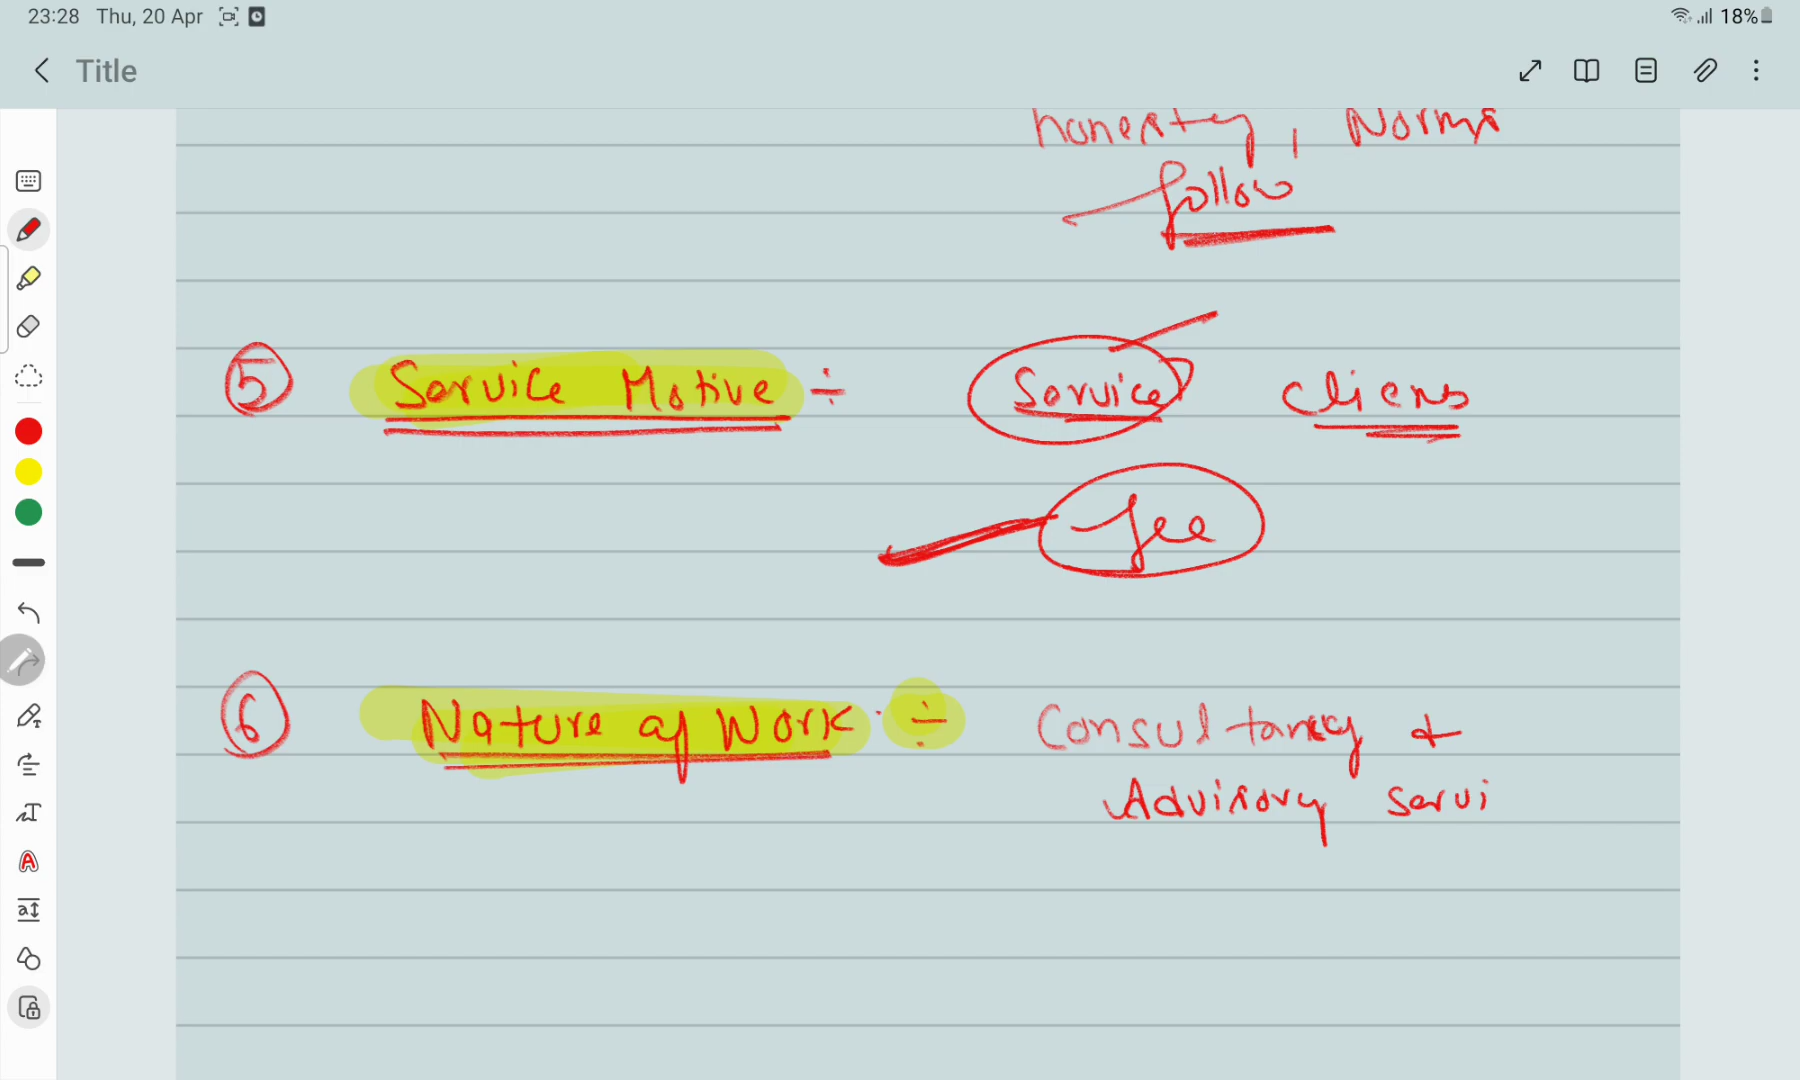 23:28 Thu, 20 Apr 18%
Title
honesty, Norms
follow
5 Service Motive ÷ Service Cliens
fee
6 Nature of Work ÷ Consultancy +
Advisory servi